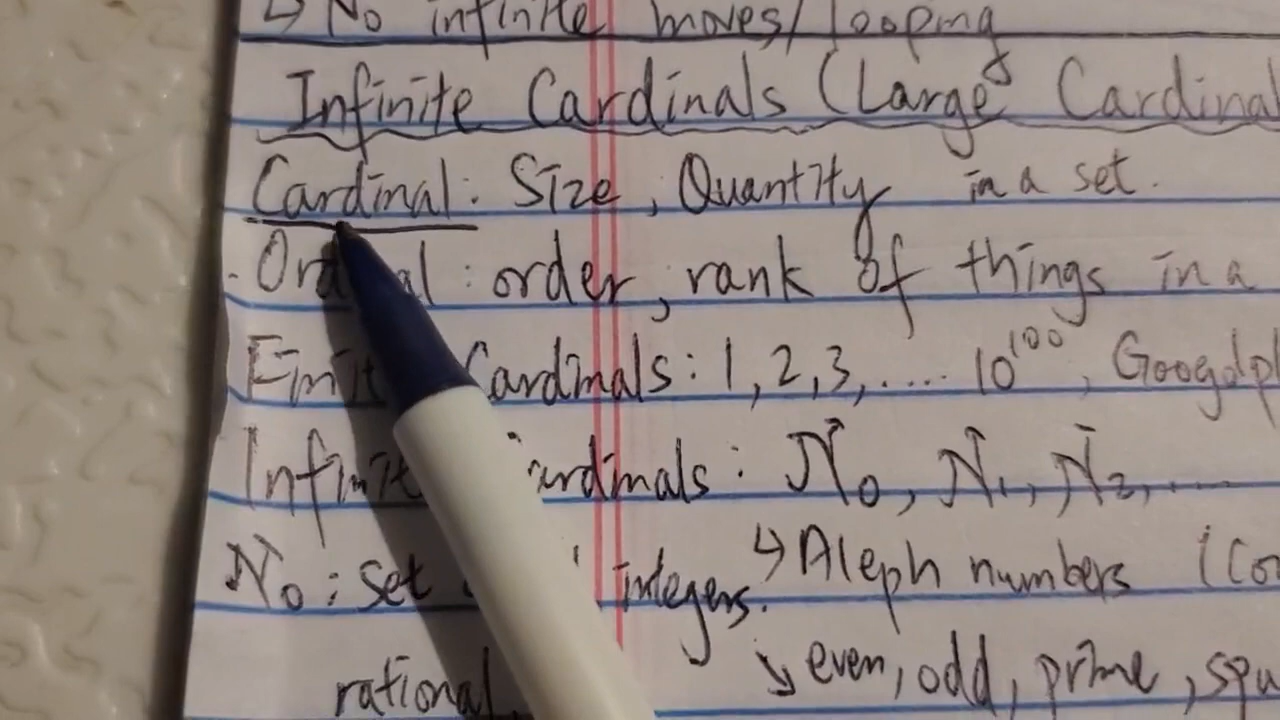 ↳ No infinite moves/looping
Infinite Cardinals (Large Cardinal
Cardinal: Size, Quantity in a set.
Ordinal: order, rank of things in a
Cardinals: 1, 2, 3, .... 10¹⁰⁰, Googolpl
Infinite Cardinals: ℵ₀, ℵ₁, ℵ₂, ....
↳ Aleph numbers (Co
ℵ₀: set integers.
↘ even, odd, prime, squ
rational